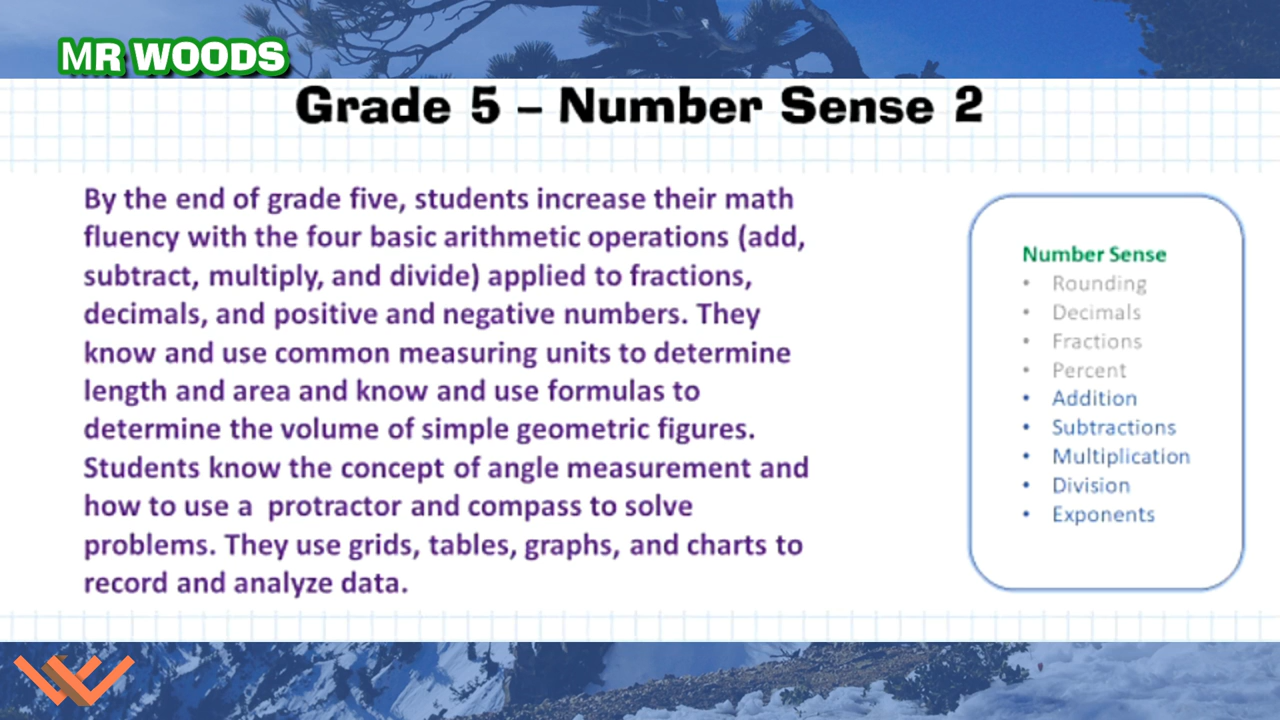 MR WOODS
Grade 5 – Number Sense 2
By the end of grade five, students increase their math
fluency with the four basic arithmetic operations (add,
subtract, multiply, and divide) applied to fractions,
decimals, and positive and negative numbers. They
know and use common measuring units to determine
length and area and know and use formulas to
determine the volume of simple geometric figures.
Students know the concept of angle measurement and
how to use a  protractor and compass to solve
problems. They use grids, tables, graphs, and charts to
record and analyze data.
Number Sense
• Rounding
• Decimals
• Fractions
• Percent
• Addition
• Subtractions
• Multiplication
• Division
• Exponents